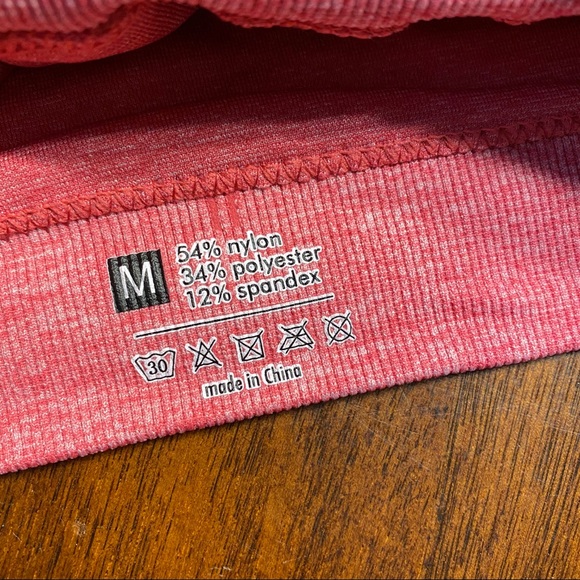 M
54% nylon
34% polyester
12% spandex
30
made in China